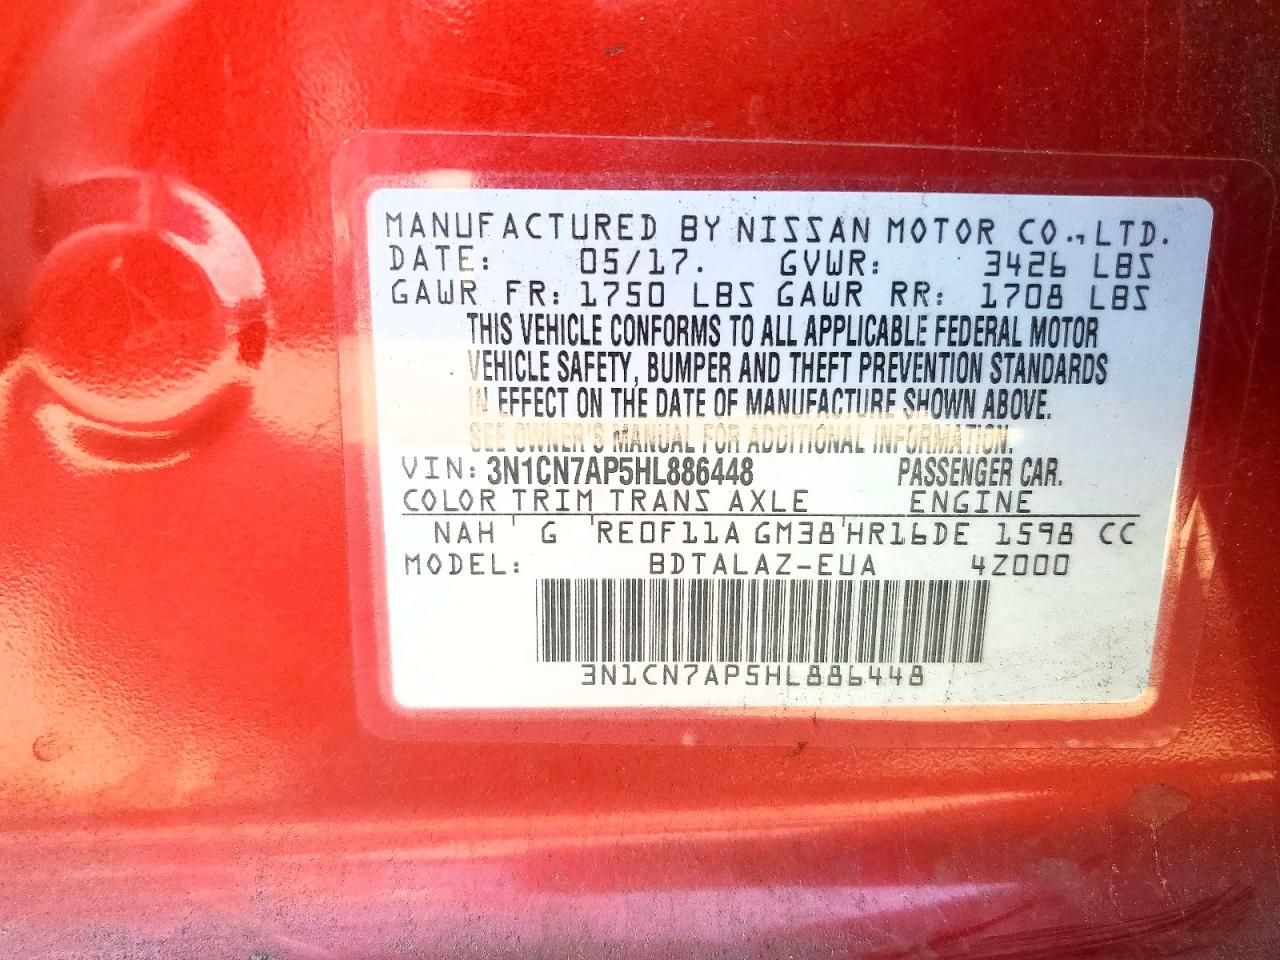 MANUFACTURED BY NISSAN MOTOR CO.,LTD.
DATE: 05/17. GVWR: 3426 LBS
GAWR FR: 1750 LBS GAWR RR: 1708 LBS
THIS VEHICLE CONFORMS TO ALL APPLICABLE FEDERAL MOTOR
VEHICLE SAFETY, BUMPER AND THEFT PREVENTION STANDARDS
IN EFFECT ON THE DATE OF MANUFACTURE SHOWN ABOVE.
SEE OWNER'S MANUAL FOR ADDITIONAL INFORMATION.
VIN: 3N1CN7AP5HL886448 PASSENGER CAR.
COLOR TRIM TRANS AXLE ENGINE
NAH ' G 'RE0F11A GM38'HR16DE 1598 CC
MODEL: BDTALAZ-EUA 4Z000
3N1CN7AP5HL886448